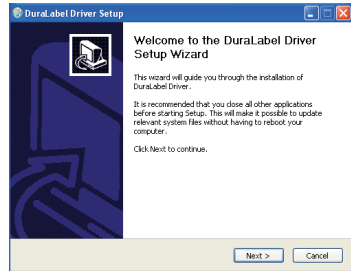 DuraLabel Driver Setup
Welcome to the DuraLabel Driver
Setup Wizard
This wizard will guide you through the installation of
DuraLabel Driver.
It is recommended that you close all other applications
before starting Setup. This will make it possible to update
relevant system files without having to reboot your
computer.
Click Next to continue.
Next >
Cancel